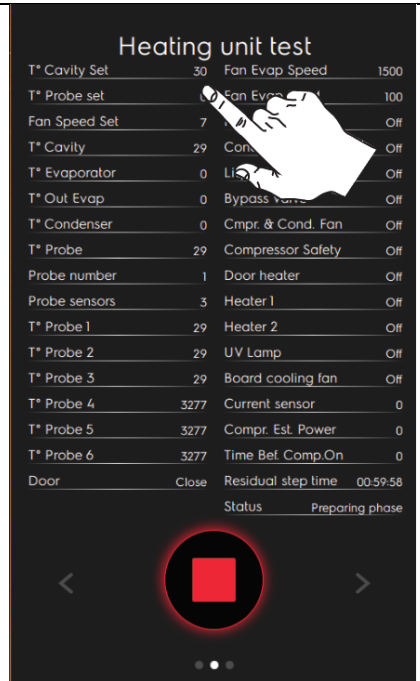 Heating unit test
T° Cavity Set 30
T° Probe set
Fan Speed Set 7
T° Cavity 29
T° Evaporator 0
T° Out Evap 0
T° Condenser 0
T° Probe 29
Probe number 1
Probe sensors 3
T° Probe 1 29
T° Probe 2 29
T° Probe 3 29
T° Probe 4 3277
T° Probe 5 3277
T° Probe 6 3277
Door Close
Fan Evap Speed 1500
Fan Evap 100
Off
Off
Off
Bypass valve Off
Cmpr. & Cond. Fan Off
Compressor Safety Off
Door heater Off
Heater 1 Off
Heater 2 Off
UV Lamp Off
Board cooling fan Off
Current sensor 0
Compr. Est. Power 0
Time Bef. Comp.On 0
Residual step time 00:59:58
Status Preparing phase